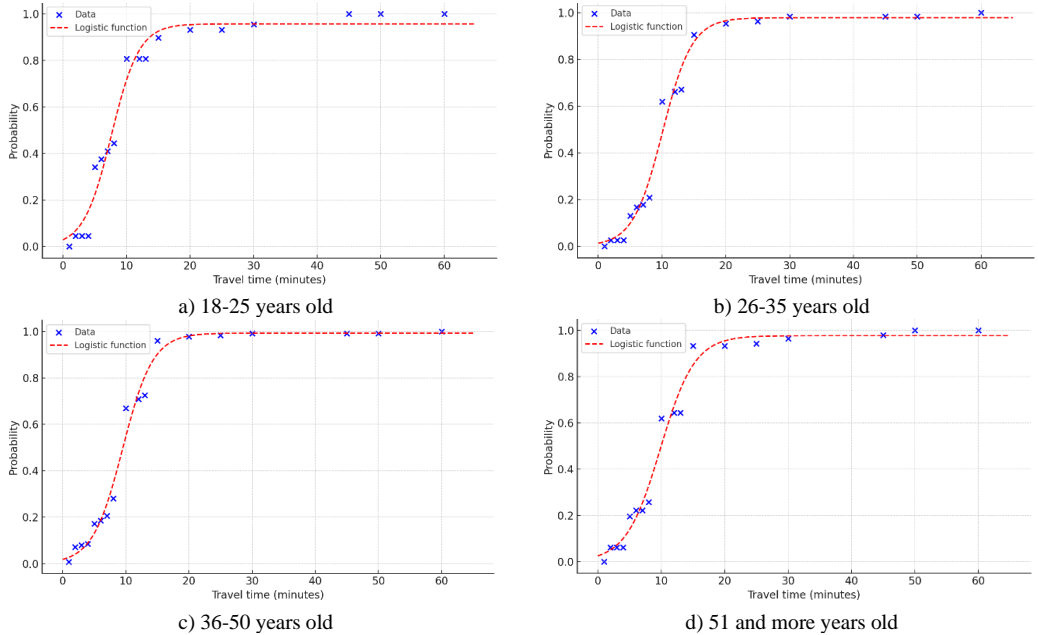 Data
Logistic function
1.0
0.8
0.6
0.4
0.2
0.0
Probability
0 10 20 30 40 50 60
Travel time (minutes)
a) 18-25 years old
Data
Logistic function
1.0
0.8
0.6
0.4
0.2
0.0
Probability
0 10 20 30 40 50 60
Travel time (minutes)
b) 26-35 years old
Data
Logistic function
1.0
0.8
0.6
0.4
0.2
0.0
Probability
0 10 20 30 40 50 60
Travel time (minutes)
c) 36-50 years old
Data
Logistic function
1.0
0.8
0.6
0.4
0.2
0.0
Probability
0 10 20 30 40 50 60
Travel time (minutes)
d) 51 and more years old